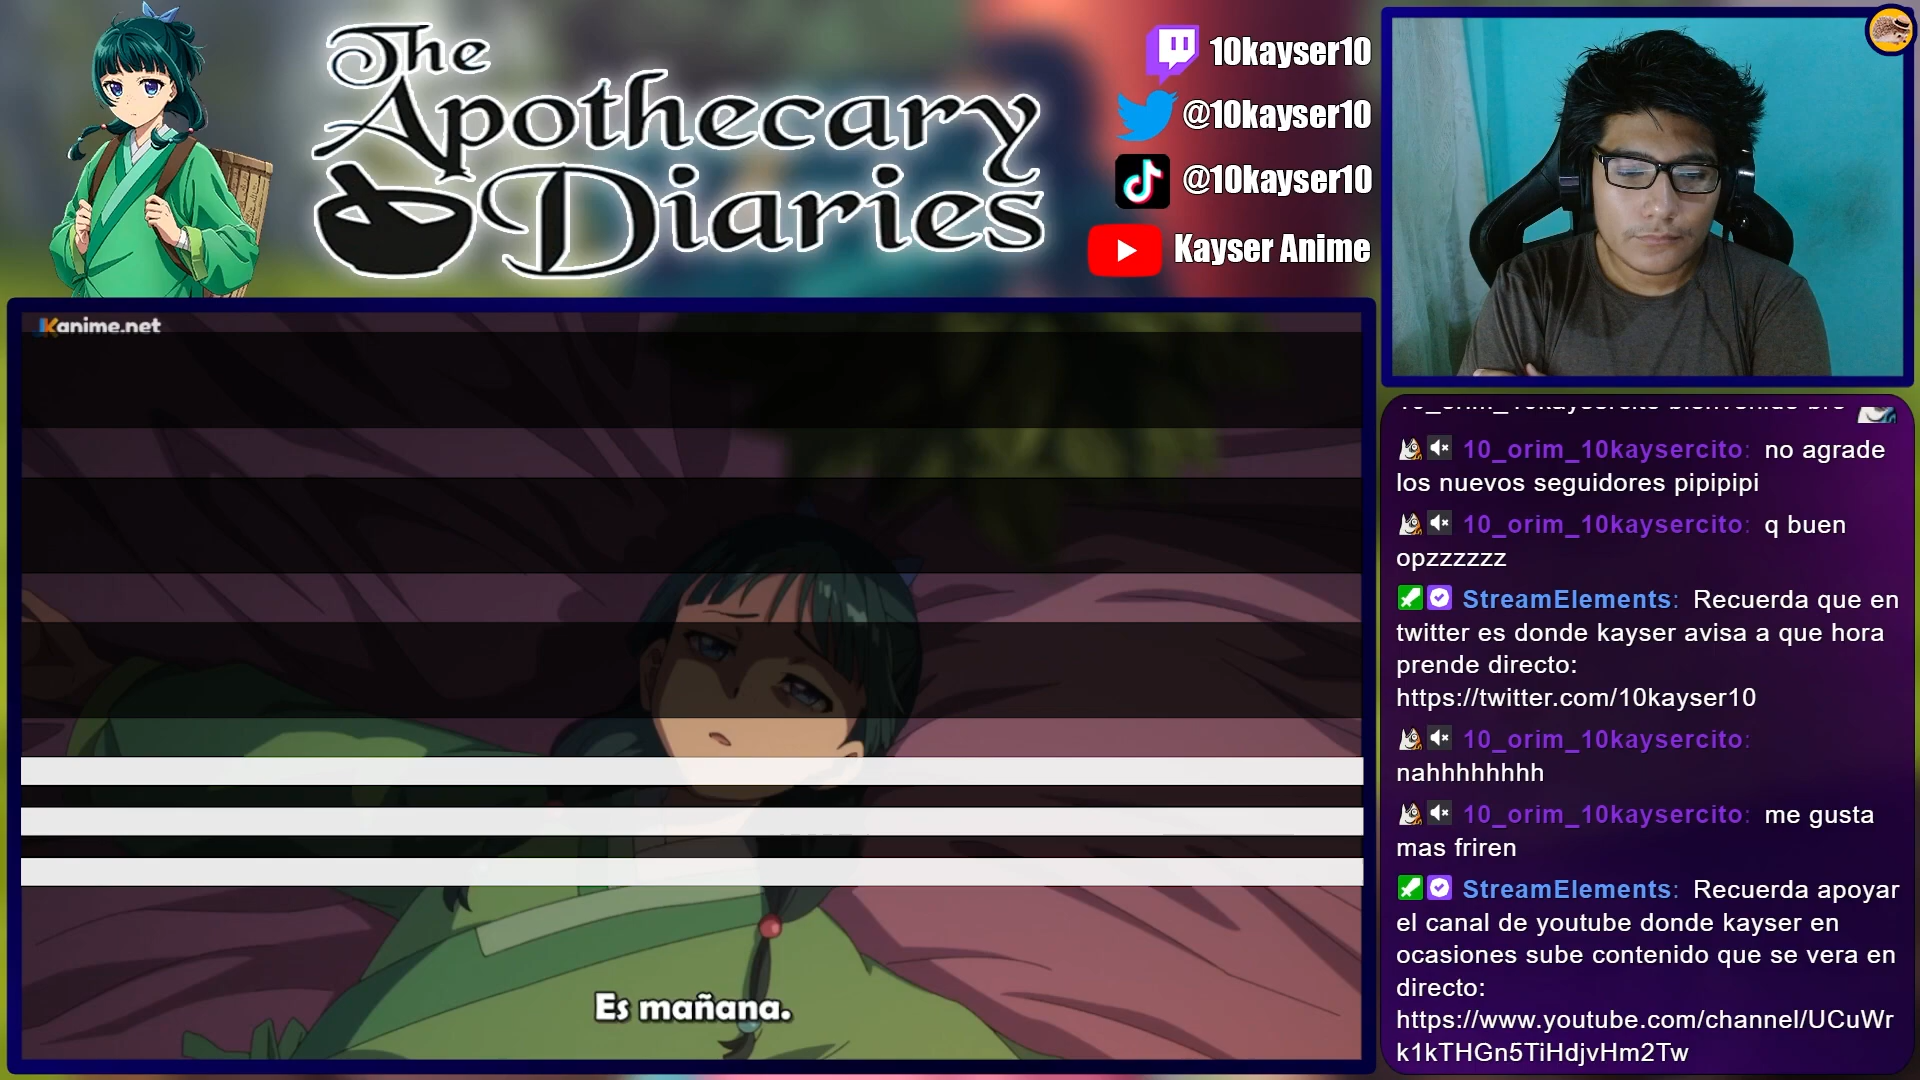 The
Apothecary
Diaries
10kayser10
@10kayser10
@10kayser10
Kayser Anime
JKanime.net
Es mañana.
10_orim_10kaysercito: no agrade
los nuevos seguidores pipipipi
10_orim_10kaysercito: q buen
opzzzzzz
StreamElements: Recuerda que en
twitter es donde kayser avisa a que hora
prende directo:
https://twitter.com/10kayser10
10_orim_10kaysercito:
nahhhhhhhh
10_orim_10kaysercito: me gusta
mas friren
StreamElements: Recuerda apoyar
el canal de youtube donde kayser en
ocasiones sube contenido que se vera en
directo:
https://www.youtube.com/channel/UCuWr
k1kTHGn5TiHdjvHm2Tw